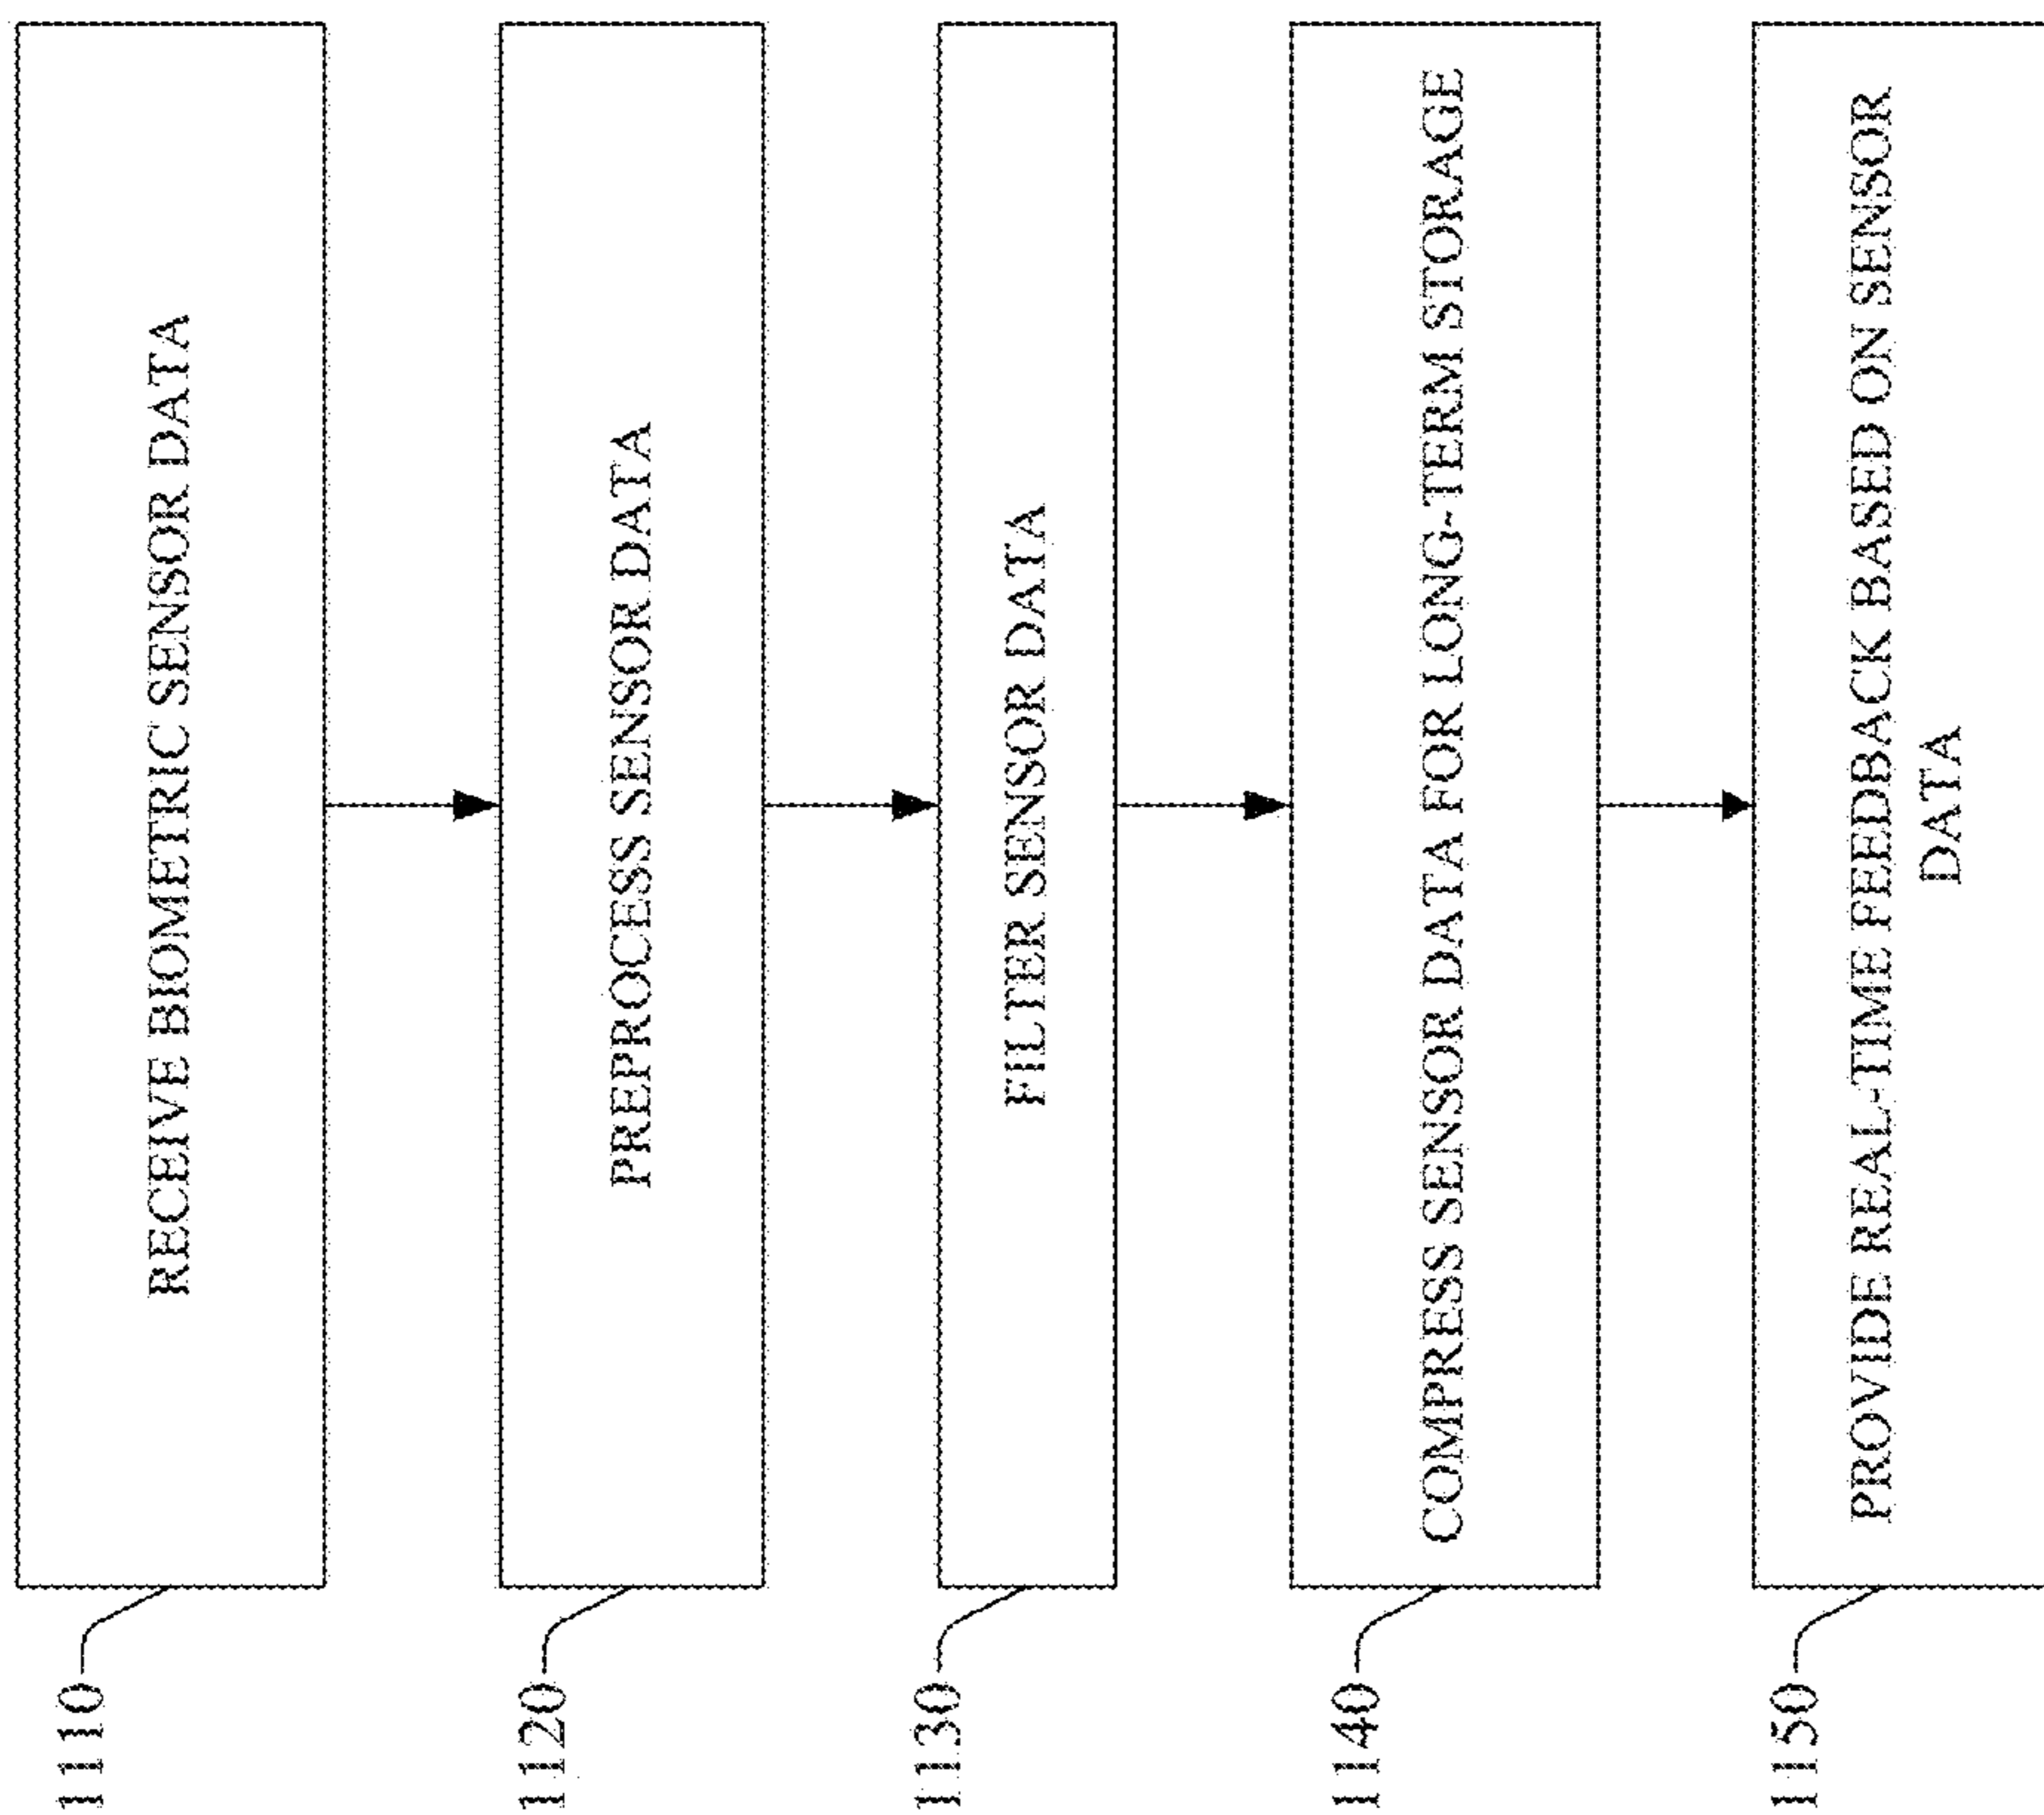 1110
RECEIVE BIOMETRIC SENSOR DATA
1120
PREPROCESS SENSOR DATA
1130
FILTER SENSOR DATA
1140
COMPRESS SENSOR DATA FOR LONG-TERM STORAGE
1150
PROVIDE REAL-TIME FEEDBACK BASED ON SENSOR
DATA